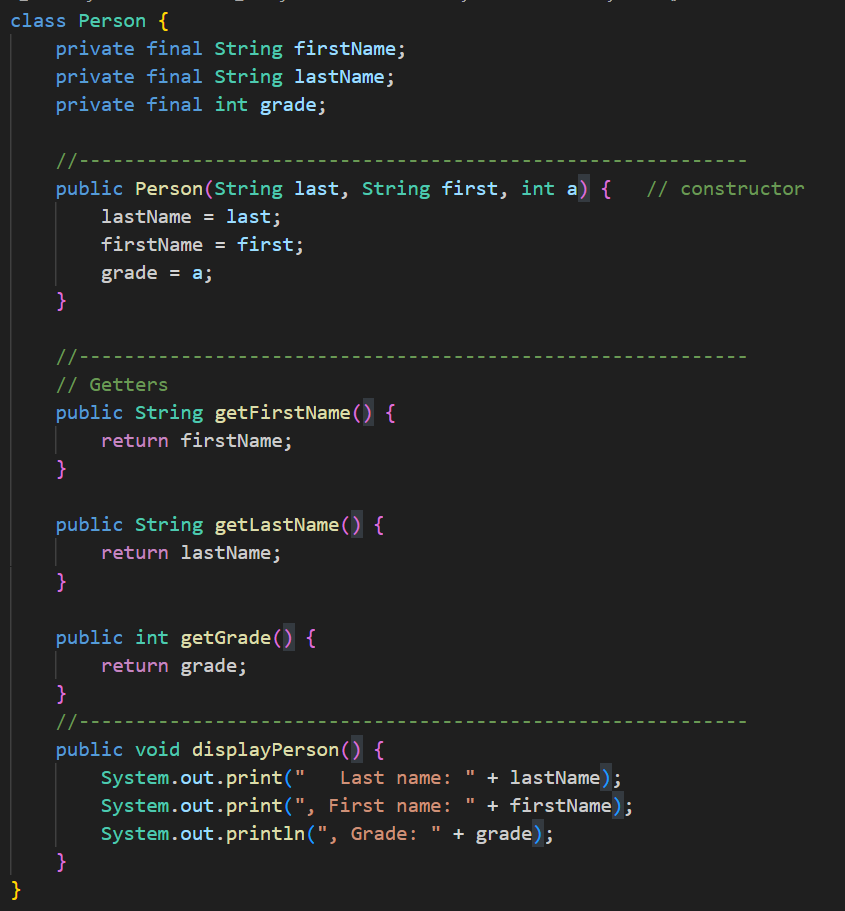 class Person {
    private final String firstName;
    private final String lastName;
    private final int grade;

    //-----------------------------------------------------------
    public Person(String last, String first, int a) {   // constructor
        lastName = last;
        firstName = first;
        grade = a;
    }

    //-----------------------------------------------------------
    // Getters
    public String getFirstName() {
        return firstName;
    }

    public String getLastName() {
        return lastName;
    }

    public int getGrade() {
        return grade;
    }
    //-----------------------------------------------------------
    public void displayPerson() {
        System.out.print("   Last name: " + lastName);
        System.out.print(", First name: " + firstName);
        System.out.println(", Grade: " + grade);
    }
}